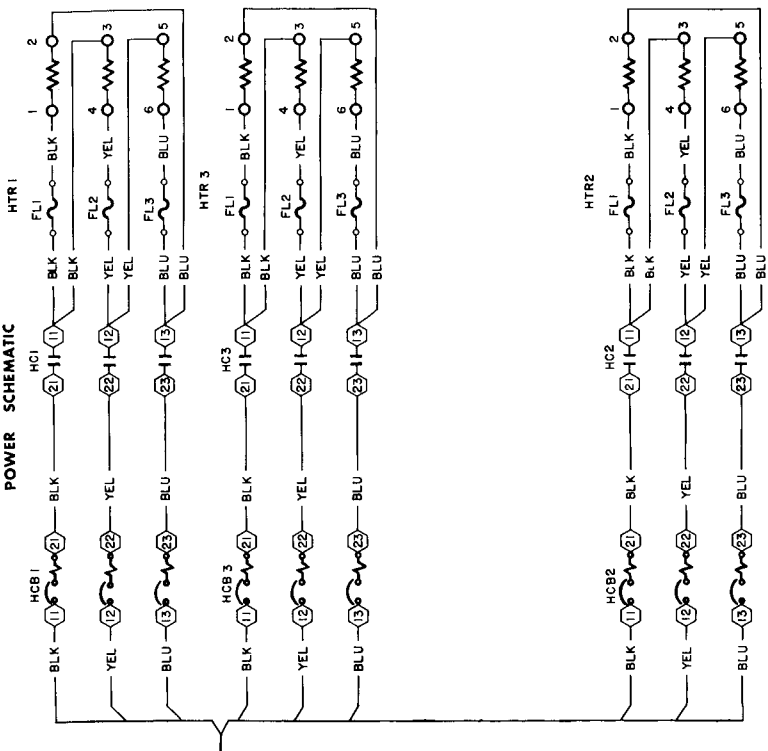 POWER SCHEMATIC
HTR 1
2 1 FL1 BLK BLK BLK 11 HC1 21 BLK 21 HCB 1 11 BLK
3 4 YEL FL2 YEL YEL 12 22 YEL 22 12 YEL
5 6 BLU FL3 BLU BLU 13 23 BLU 23 13 BLU
HTR 3
2 1 FL1 BLK BLK BLK 11 HC3 21 BLK 21 HCB 3 11 BLK
3 4 YEL FL2 YEL YEL 12 22 YEL 22 12 YEL
5 6 BLU FL3 BLU BLU 13 23 BLU 23 13 BLU
HTR2
2 1 FL1 BLK BLK BLK 11 HC2 21 BLK 21 HCB2 11 BLK
3 4 YEL FL2 YEL YEL 12 22 YEL 22 12 YEL
5 6 BLU FL3 BLU BLU 13 23 BLU 23 13 BLU